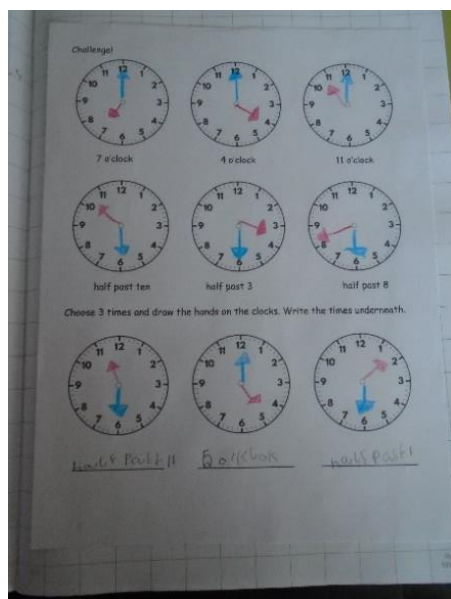 Challenge!
7 o'clock 4 o'clock 11 o'clock
half past ten half past 3 half past 8
Choose 3 times and draw the hands on the clocks. Write the times underneath.
half Past 11 5 o'clcok half past 1